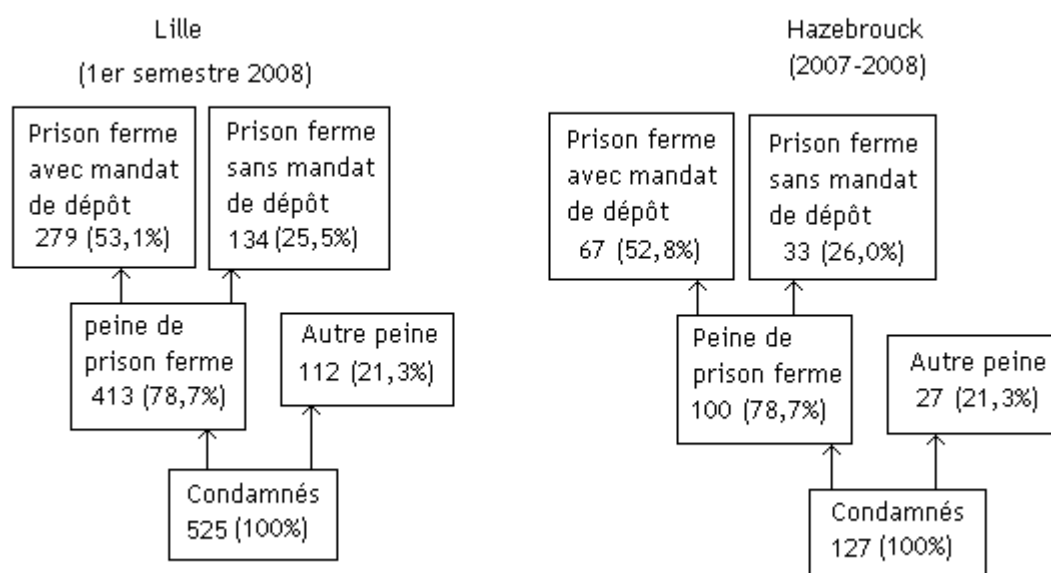 Lille
(1er semestre 2008)
Prison ferme
avec mandat
de dépôt
279 (53,1%)
Prison ferme
sans mandat
de dépôt
134 (25,5%)
peine de
prison ferme
413 (78,7%)
Autre peine
112 (21,3%)
Condamnés
525 (100%)
Hazebrouck
(2007-2008)
Prison ferme
avec mandat
de dépôt
67 (52,8%)
Prison ferme
sans mandat
de dépôt
33 (26,0%)
Peine de
prison ferme
100 (78,7%)
Autre peine
27 (21,3%)
Condamnés
127 (100%)